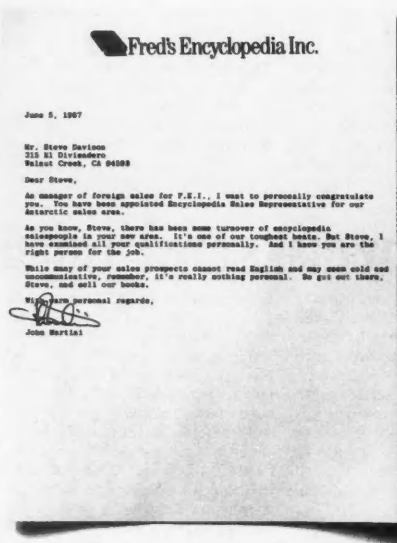 Fred's Encyclopedia Inc.
June 5, 1987
Mr. Steve Davison
315 El Diviendero
Walnut Creek, CA
Dear Steve,
As manager of foreign sales for F.E.I., I want to personally congratulate
you. You have been appointed Encyclopedia Sales Representative for our
Antarctic sales area.
As you know, Steve, there has been some turnover of encyclopedia
salespeople in your new area. It's one of our toughest beats. But Steve, I
have examined all your qualifications personally. And I know you are the
right person for the job.
While many of your sales prospects cannot read English and may seem cold and
uncommunicative, remember, it's really nothing personal. So get out there,
Steve, and sell our books.
With warm personal regards,
John Martini